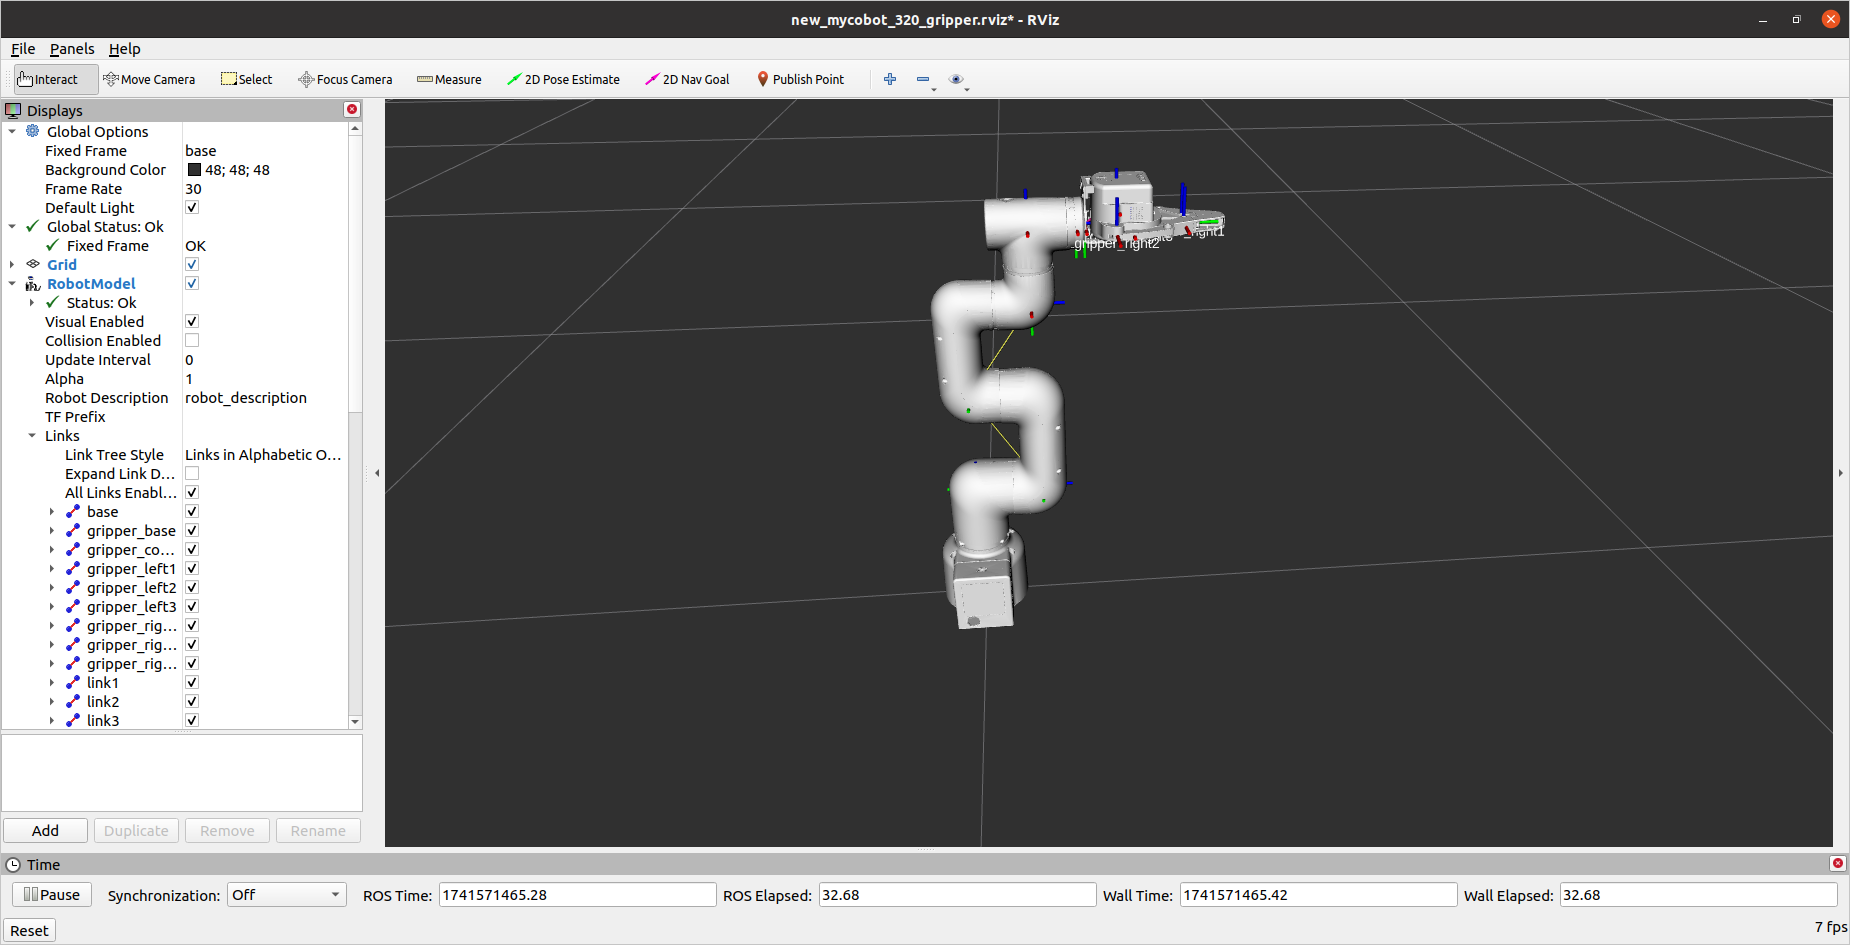 new_mycobot_320_gripper.rviz* - RViz
File Panels Help
Interact Move Camera Select Focus Camera Measure 2D Pose Estimate 2D Nav Goal Publish Point
Displays
Global Options
Fixed Frame base
Background Color 48; 48; 48
Frame Rate 30
Default Light
Global Status: Ok
Fixed Frame OK
Grid
RobotModel
Status: Ok
Visual Enabled
Collision Enabled
Update Interval 0
Alpha 1
Robot Description robot_description
TF Prefix
Links
Link Tree Style Links in Alphabetic O...
Expand Link D...
All Links Enabl...
base
gripper_base
gripper_co...
gripper_left1
gripper_left2
gripper_left3
gripper_rig...
gripper_rig...
gripper_rig...
link1
link2
link3
gripper_right2
Add Duplicate Remove Rename
Time
Pause Synchronization: Off ROS Time: 1741571465.28 ROS Elapsed: 32.68 Wall Time: 1741571465.42 Wall Elapsed: 32.68
Reset 7 fps